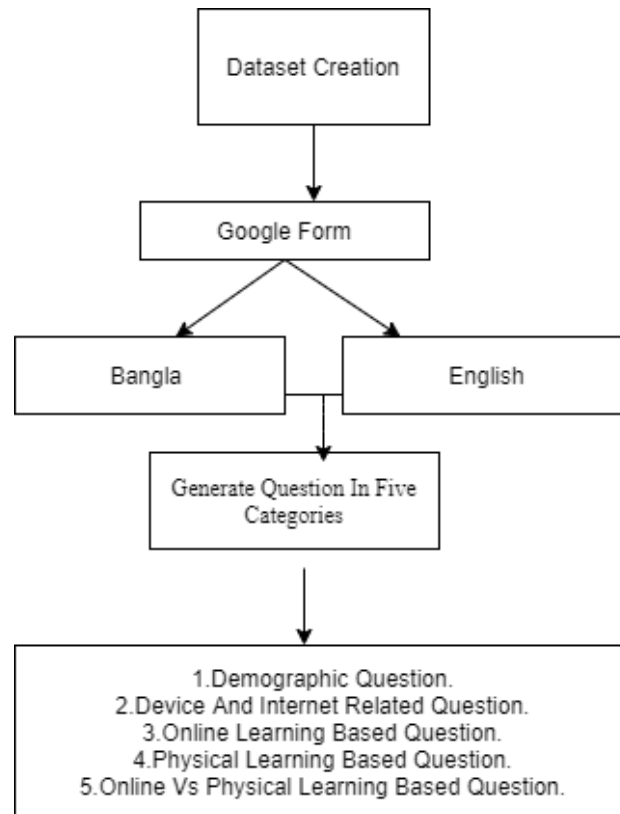 Dataset Creation
Google Form
Bangla
English
Generate Question In Five
Categories
1.Demographic Question.
2.Device And Internet Related Question.
3.Online Learning Based Question.
4.Physical Learning Based Question.
5.Online Vs Physical Learning Based Question.